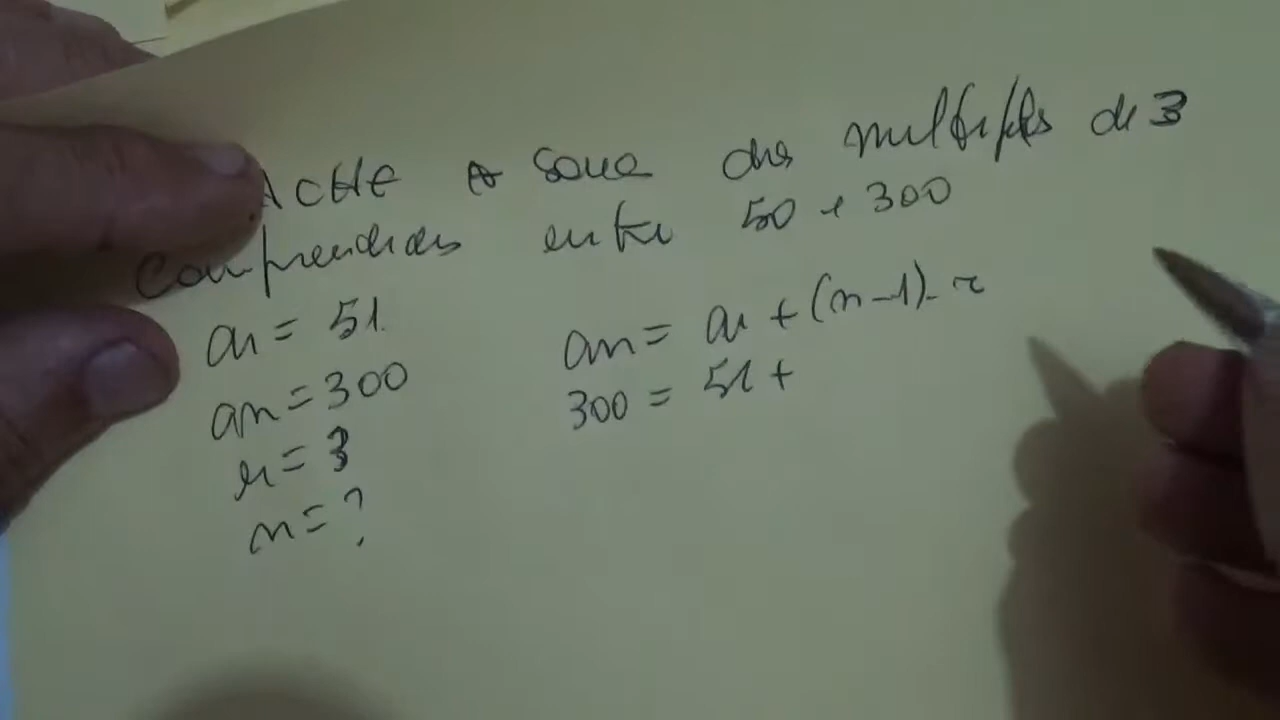 ACHE A soma dos multiplos de 3
Compreendidos entre 50 e 300
a1 = 51
an = 300
r = 3
n = ?
an = a1 + (n-1). r
300 = 51 +